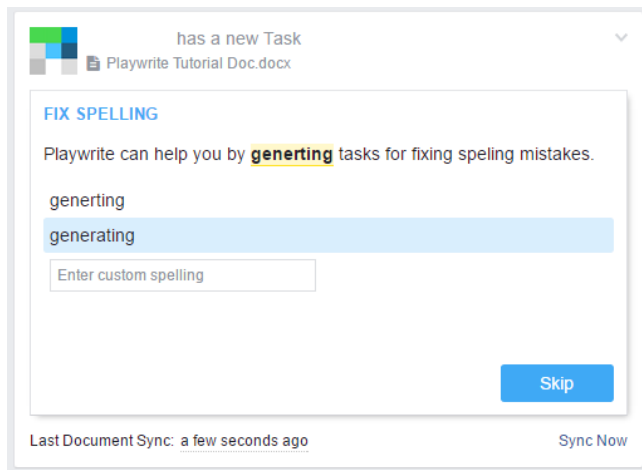 has a new Task
Playwrite Tutorial Doc.docx
FIX SPELLING
Playwrite can help you by generting tasks for fixing speling mistakes.
generting
generating
Enter custom spelling
Skip
Last Document Sync: a few seconds ago
Sync Now